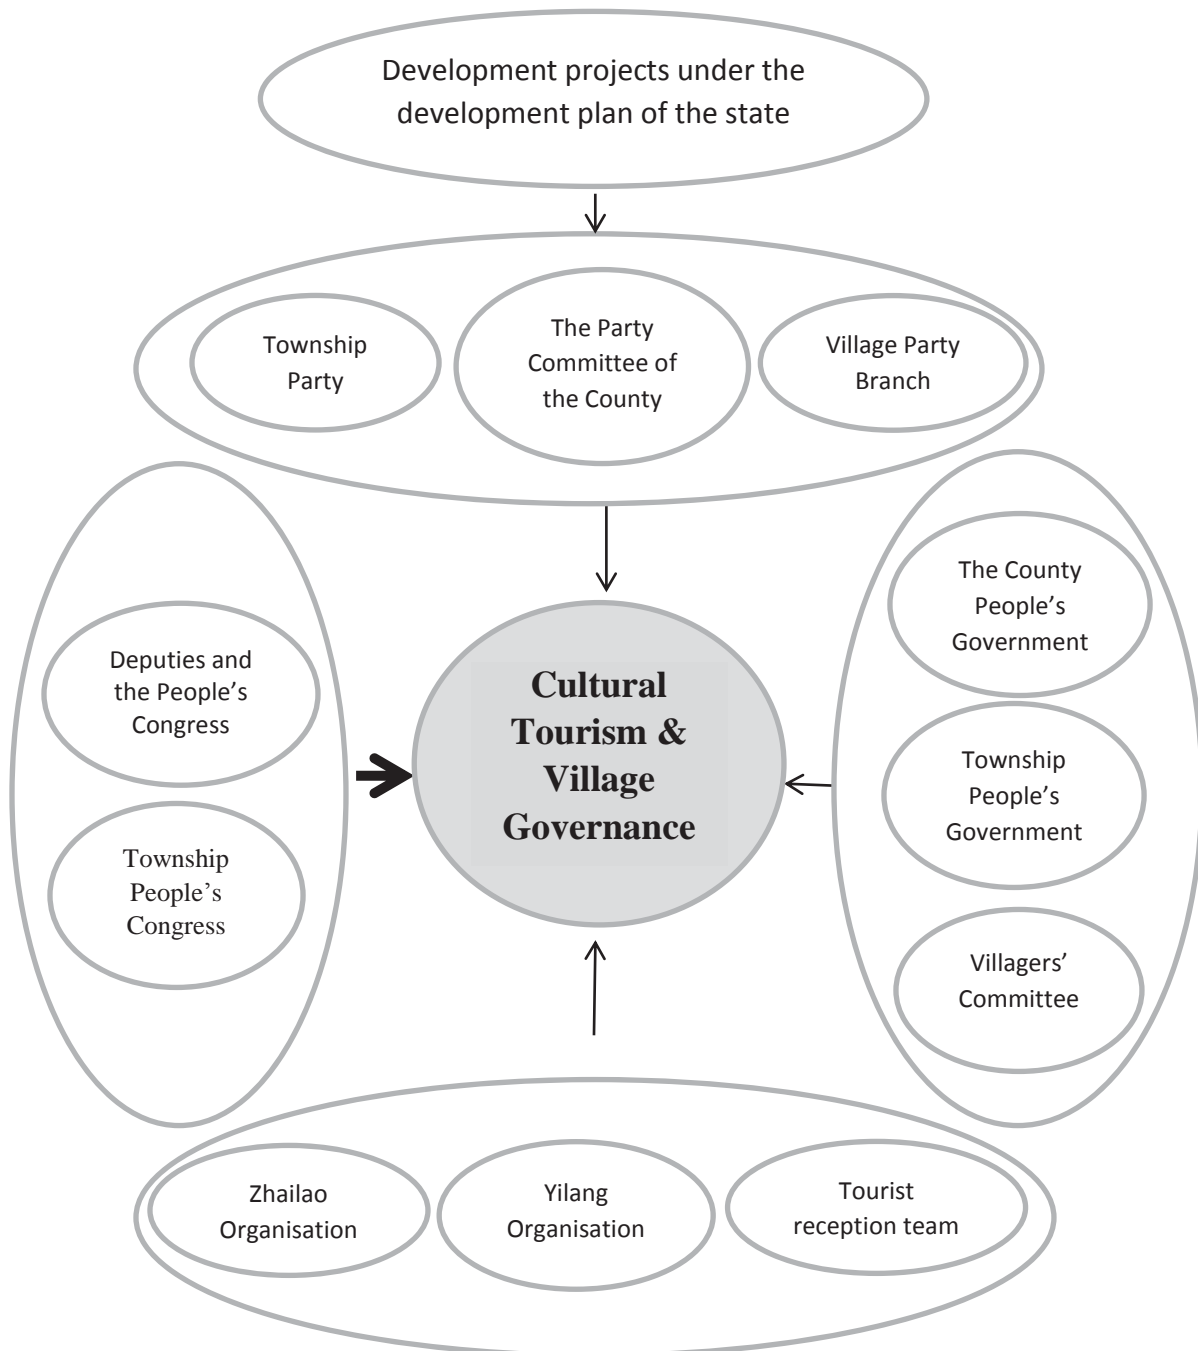 Development projects under the
development plan of the state
Township
Party
The Party
Committee of
the County
Village Party
Branch
Deputies and
the People's
Congress
Township
People's
Congress
Cultural
Tourism &
Village
Governance
The County
People's
Government
Township
People's
Government
Villagers'
Committee
Zhailao
Organisation
Yilang
Organisation
Tourist
reception team